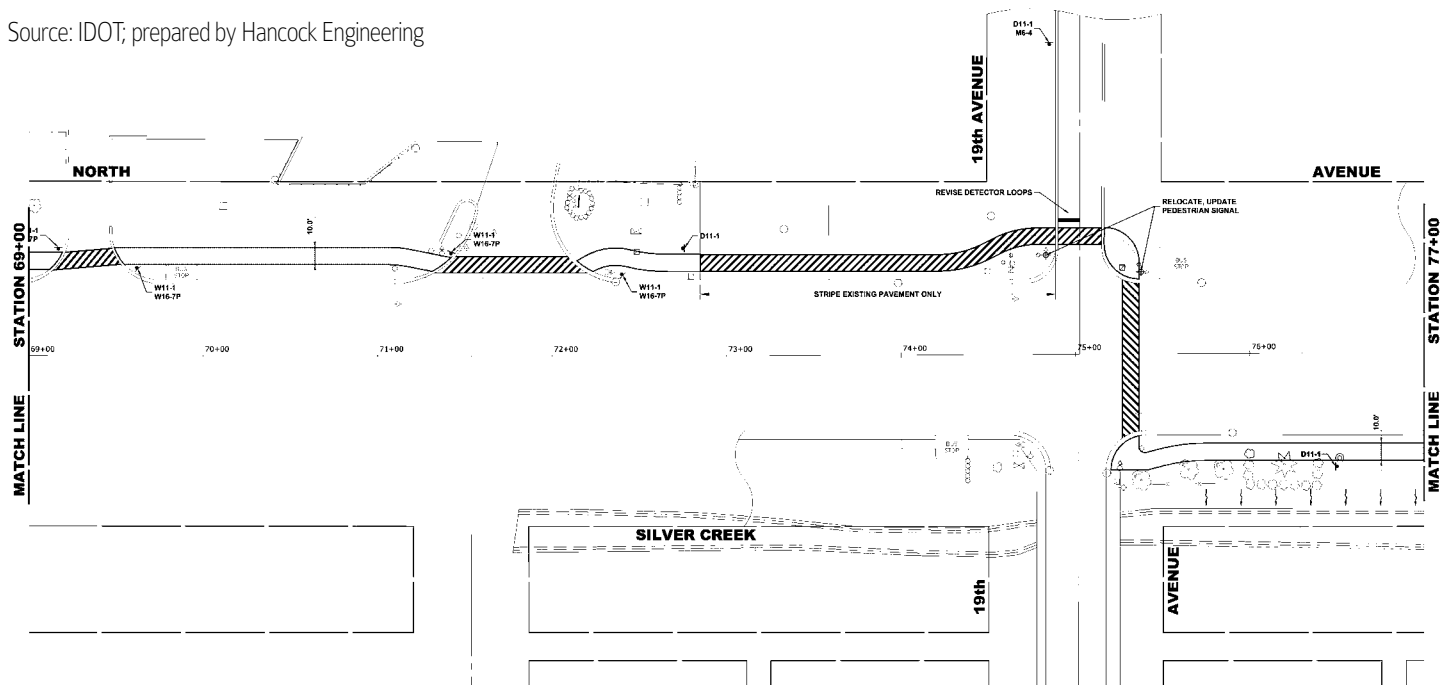 Source: IDOT; prepared by Hancock Engineering
D11-1
M6-4
19th AVENUE
NORTH
AVENUE
REVISE DETECTOR LOOPS
RELOCATE, UPDATE
PEDESTRIAN SIGNAL
STATION 69+00
MATCH LINE
10.0'
W11-1
W16-7P
BUS
STOP
W11-1
W16-7P
W11-1
W16-7P
D11-1
STRIPE EXISTING PAVEMENT ONLY
BUS
STOP
STATION 77+00
MATCH LINE
69+00
70+00
71+00
72+00
73+00
74+00
75+00
76+00
BUS
STOP
10.0'
D11-1
SILVER CREEK
19th
AVENUE